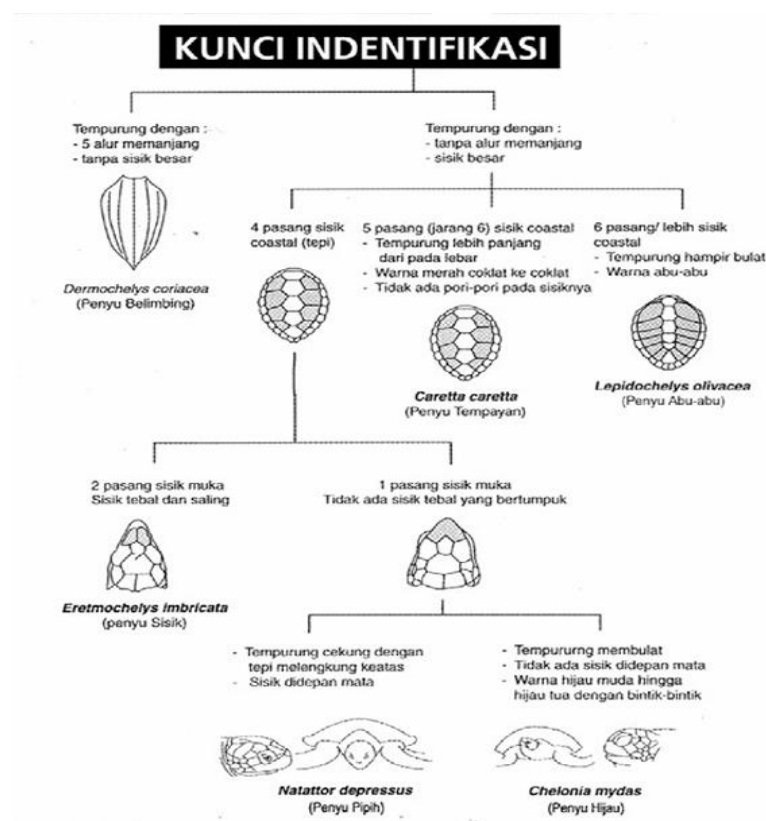 KUNCI INDENTIFIKASI
Tempurung dengan :
- 5 alur memanjang
- tanpa sisik besar
Dermochelys coriacea
(Penyu Belimbing)
Tempurung dengan :
- tanpa alur memanjang
- sisik besar
4 pasang sisik
coastal (tepi)
5 pasang (jarang 6) sisik coastal
- Tempurung lebih panjang
dari pada lebar
- Warna merah coklat ke coklat
- Tidak ada pori-pori pada sisiknya
Caretta caretta
(Penyu Tempayan)
6 pasang/ lebih sisik
coastal
- Tempurung hampir bulat
- Warna abu-abu
Lepidochelys olivacea
(Penyu Abu-abu)
2 pasang sisik muka
Sisik tebal dan saling
Eretmochelys imbricata
(penyu Sisik)
1 pasang sisik muka
Tidak ada sisik tebal yang bertumpuk
- Tempurung cekung dengan
tepi melengkung keatas
- Sisik didepan mata
Natattor depressus
(Penyu Pipih)
- Tempururng membulat
- Tidak ada sisik didepan mata
- Warna hijau muda hingga
hijau tua dengan bintik-bintik
Chelonia mydas
(Penyu Hijau)